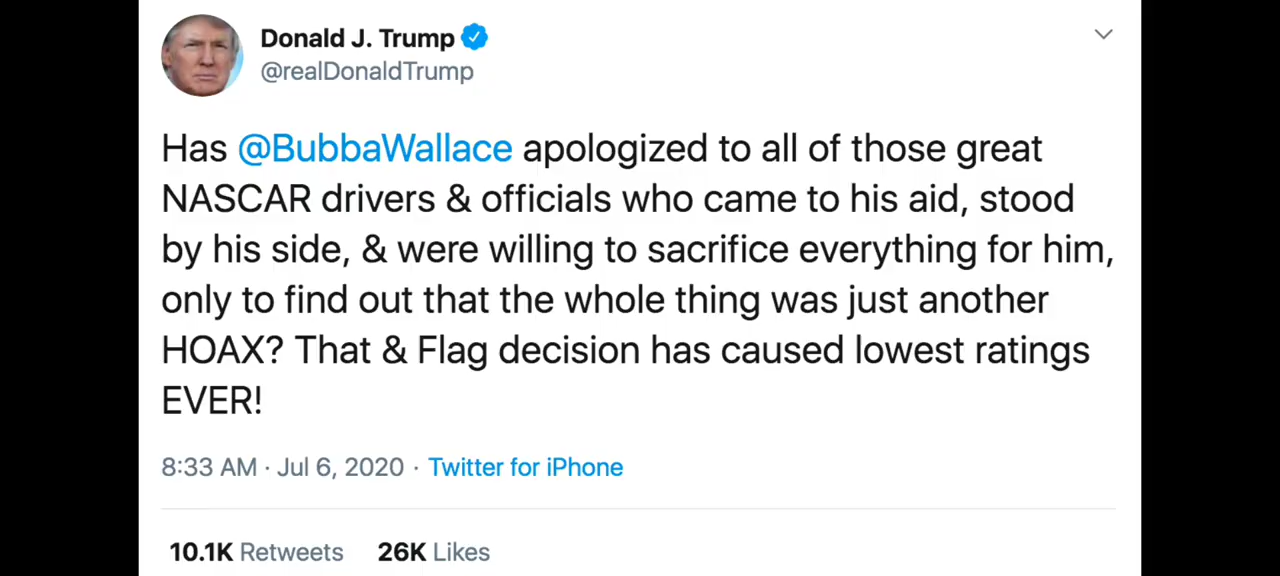 Donald J. Trump
@realDonaldTrump
Has @BubbaWallace apologized to all of those great
NASCAR drivers & officials who came to his aid, stood
by his side, & were willing to sacrifice everything for him,
only to find out that the whole thing was just another
HOAX? That & Flag decision has caused lowest ratings
EVER!
8:33 AM · Jul 6, 2020 · Twitter for iPhone
10.1K Retweets 26K Likes